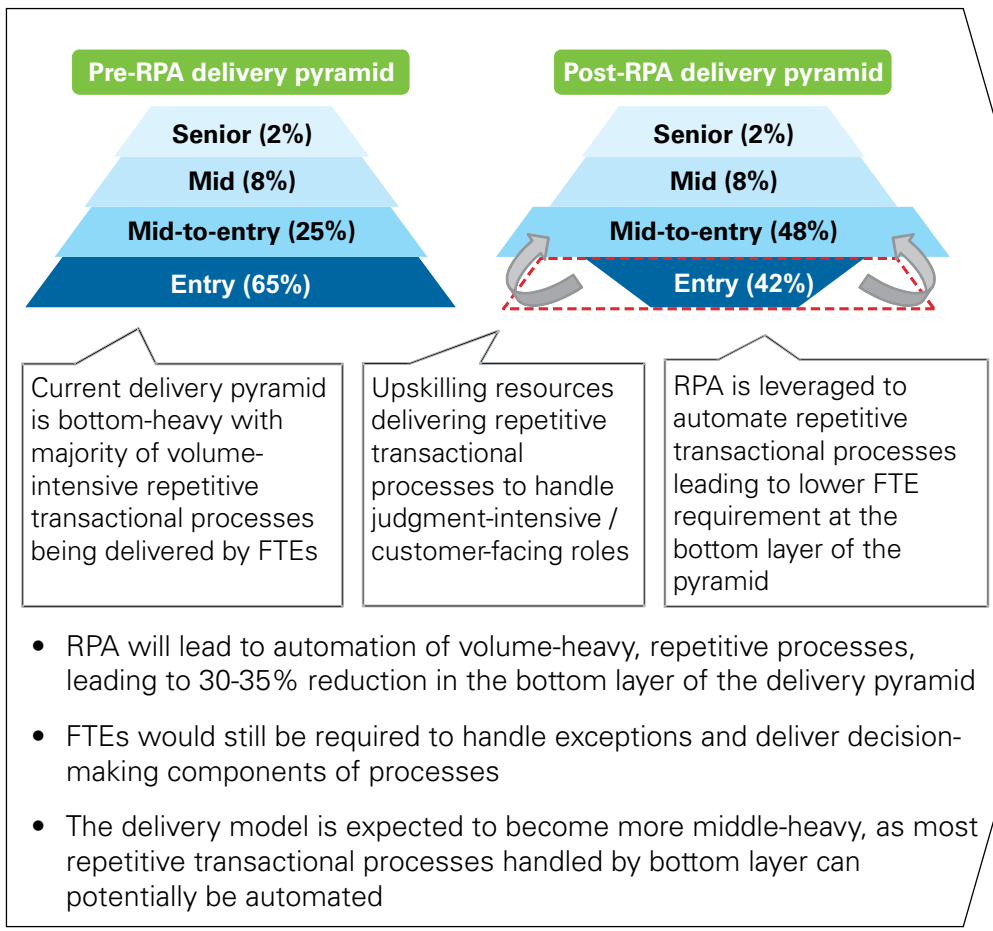 Pre-RPA delivery pyramid
Senior (2%)
Mid (8%)
Mid-to-entry (25%)
Entry (65%)
Post-RPA delivery pyramid
Senior (2%)
Mid (8%)
Mid-to-entry (48%)
Entry (42%)
Current delivery pyramid
is bottom-heavy with
majority of volume-
intensive repetitive
transactional processes
being delivered by FTEs
Upskilling resources
delivering repetitive
transactional
processes to handle
judgment-intensive /
customer-facing roles
RPA is leveraged to
automate repetitive
transactional processes
leading to lower FTE
requirement at the
bottom layer of the
pyramid
• RPA will lead to automation of volume-heavy, repetitive processes,
leading to 30-35% reduction in the bottom layer of the delivery pyramid
• FTEs would still be required to handle exceptions and deliver decision-
making components of processes
• The delivery model is expected to become more middle-heavy, as most
repetitive transactional processes handled by bottom layer can
potentially be automated